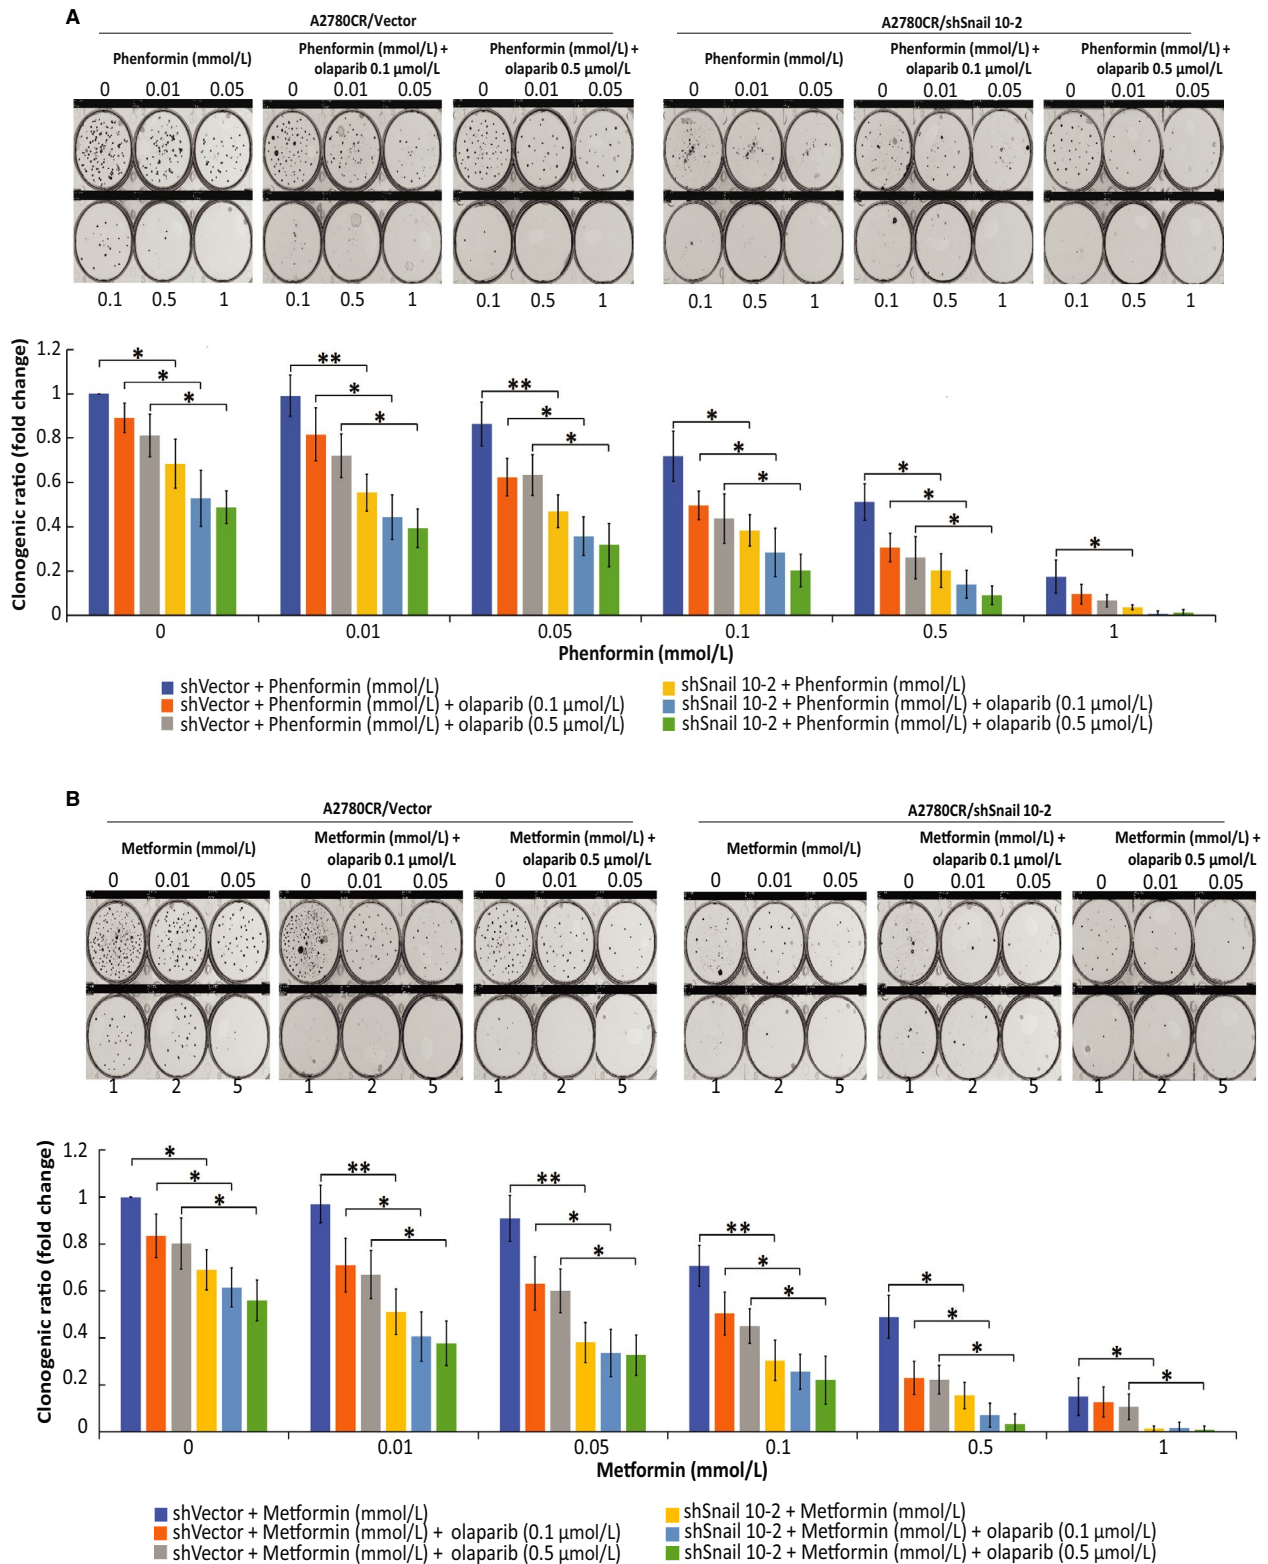 A
A2780CR/Vector
A2780CR/shSnail 10-2
Phenformin (mmol/L)
Phenformin (mmol/L) +
olaparib 0.1 µmol/L
Phenformin (mmol/L) +
olaparib 0.5 µmol/L
Phenformin (mmol/L)
Phenformin (mmol/L) +
olaparib 0.1 µmol/L
Phenformin (mmol/L) +
olaparib 0.5 µmol/L
0 0.01 0.05 0 0.01 0.05 0 0.01 0.05 0 0.01 0.05 0 0.01 0.05 0 0.01 0.05
0.1 0.5 1 0.1 0.5 1 0.1 0.5 1 0.1 0.5 1 0.1 0.5 1 0.1 0.5 1
Clonogenic ratio (fold change)
1.2
1
0.8
0.6
0.4
0.2
0
* * *
** * *
** * *
* * *
* * *
*
0 0.01 0.05 0.1 0.5 1
Phenformin (mmol/L)
shVector + Phenformin (mmol/L)
shVector + Phenformin (mmol/L) + olaparib (0.1 µmol/L)
shVector + Phenformin (mmol/L) + olaparib (0.5 µmol/L)
shSnail 10-2 + Phenformin (mmol/L)
shSnail 10-2 + Phenformin (mmol/L) + olaparib (0.1 µmol/L)
shSnail 10-2 + Phenformin (mmol/L) + olaparib (0.5 µmol/L)
B
A2780CR/Vector
A2780CR/shSnail 10-2
Metformin (mmol/L)
Metformin (mmol/L) +
olaparib 0.1 µmol/L
Metformin (mmol/L) +
olaparib 0.5 µmol/L
Metformin (mmol/L)
Metformin (mmol/L) +
olaparib 0.1 µmol/L
Metformin (mmol/L) +
olaparib 0.5 µmol/L
0 0.01 0.05 0 0.01 0.05 0 0.01 0.05 0 0.01 0.05 0 0.01 0.05 0 0.01 0.05
1 2 5 1 2 5 1 2 5 1 2 5 1 2 5 1 2 5
Clonogenic ratio (fold change)
1.2
1
0.8
0.6
0.4
0.2
0
* * *
** * *
** * *
** * *
* * *
* *
0 0.01 0.05 0.1 0.5 1
Metformin (mmol/L)
shVector + Metformin (mmol/L)
shVector + Metformin (mmol/L) + olaparib (0.1 µmol/L)
shVector + Metformin (mmol/L) + olaparib (0.5 µmol/L)
shSnail 10-2 + Metformin (mmol/L)
shSnail 10-2 + Metformin (mmol/L) + olaparib (0.1 µmol/L)
shSnail 10-2 + Metformin (mmol/L) + olaparib (0.5 µmol/L)